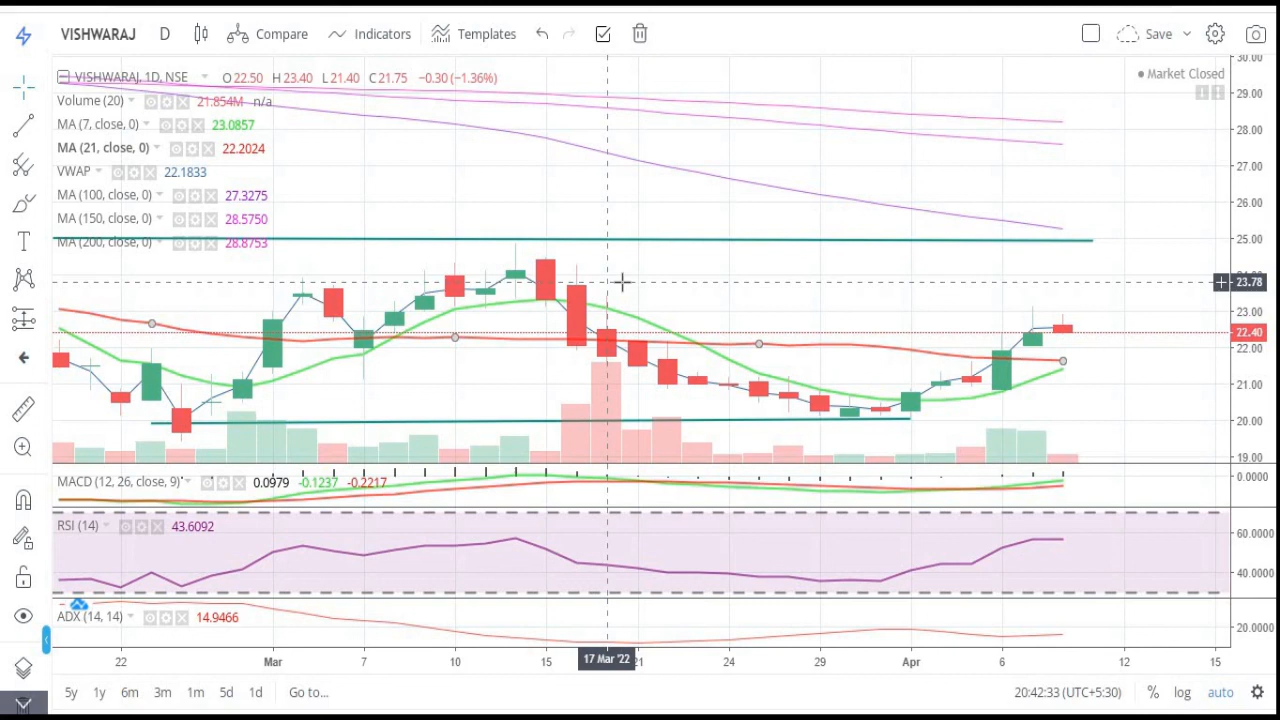 VISHWARAJ D Compare Indicators Templates Save
VISHWARAJ, 1D, NSE O 22.50 H 23.40 L 21.40 C 21.75 −0.30 (−1.36%)
Market Closed
Volume (20) 21.854M n/a
MA (7, close, 0) 23.0857
MA (21, close, 0) 22.2024
VWAP 22.1833
MA (100, close, 0) 27.3275
MA (150, close, 0) 28.5750
MA (200, close, 0) 28.8753
30.00
29.00
28.00
27.00
26.00
25.00
23.78
23.00
22.40
22.00
21.00
20.00
19.00
MACD (12, 26, close, 9) 0.0979 -0.1237 -0.2217
0.0000
RSI (14) 43.6092
60.0000
40.0000
ADX (14, 14) 14.9466
20.0000
22 Mar 7 10 15 17 Mar '22 21 24 29 Apr 6 12 15
5y 1y 6m 3m 1m 5d 1d Go to... 20:42:33 (UTC+5:30) % log auto